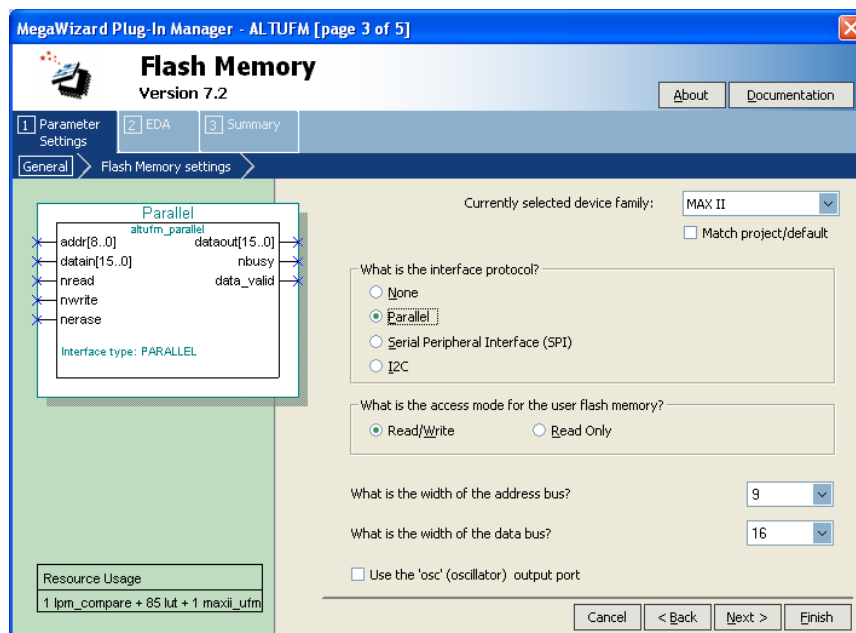 MegaWizard Plug-In Manager - ALTUFM [page 3 of 5]
Flash Memory
Version 7.2
About
Documentation
1 Parameter Settings
2 EDA
3 Summary
General
Flash Memory settings
Parallel
altufm_parallel
addr[8..0]
dataout[15..0]
datain[15..0]
nbusy
nread
data_valid
nwrite
nerase
Interface type: PARALLEL
Resource Usage
1 lpm_compare + 85 lut + 1 maxii_ufm
Currently selected device family:
MAX II
Match project/default
What is the interface protocol?
None
Parallel
Serial Peripheral Interface (SPI)
I2C
What is the access mode for the user flash memory?
Read/Write
Read Only
What is the width of the address bus?
9
What is the width of the data bus?
16
Use the 'osc' (oscillator) output port
Cancel
< Back
Next >
Finish